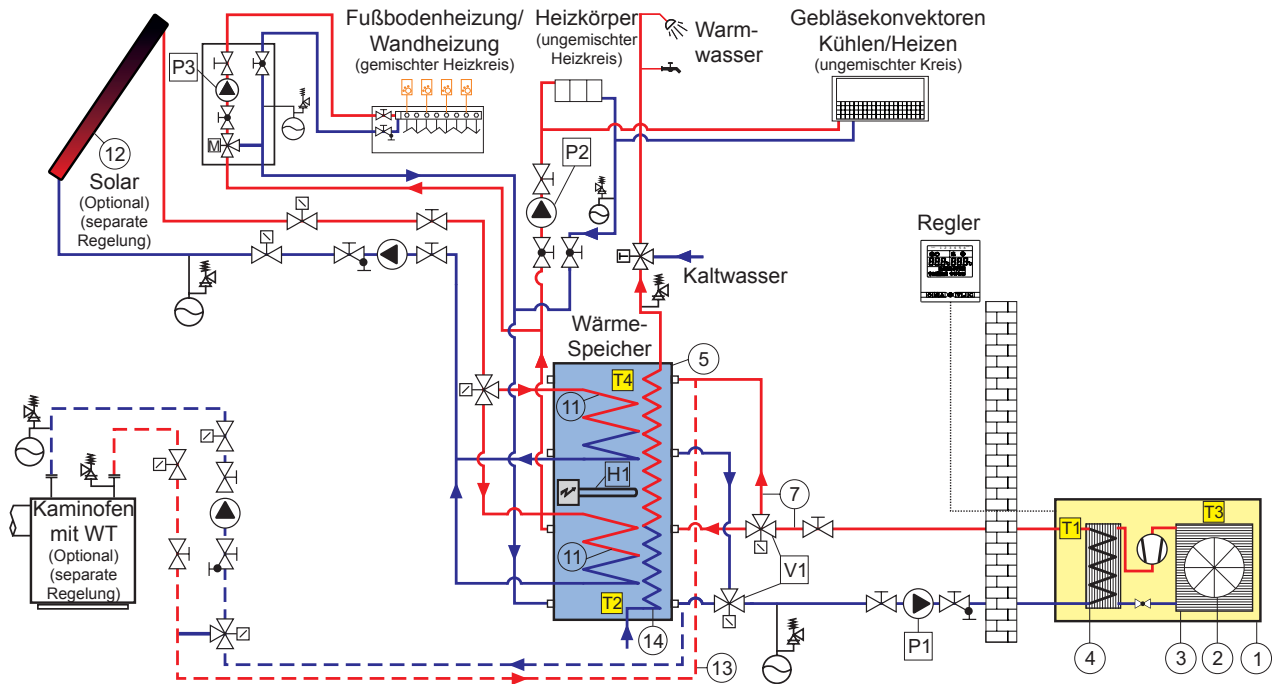 Fußbodenheizung/
Wandheizung
(gemischter Heizkreis)
Heizkörper
(ungemischter
Heizkreis)
Warm-
wasser
Gebläsekonvektoren
Kühlen/Heizen
(ungemischter Kreis)
P3
M
12
Solar
(Optional)
(separate
Regelung)
P2
T
Kaltwasser
Regler
Wärme-
Speicher
5
T4
11
H1
7
11
V1
T2
14
Kaminofen
mit WT
(Optional)
(separate
Regelung)
13
P1
T1
T3
4
3
2
1